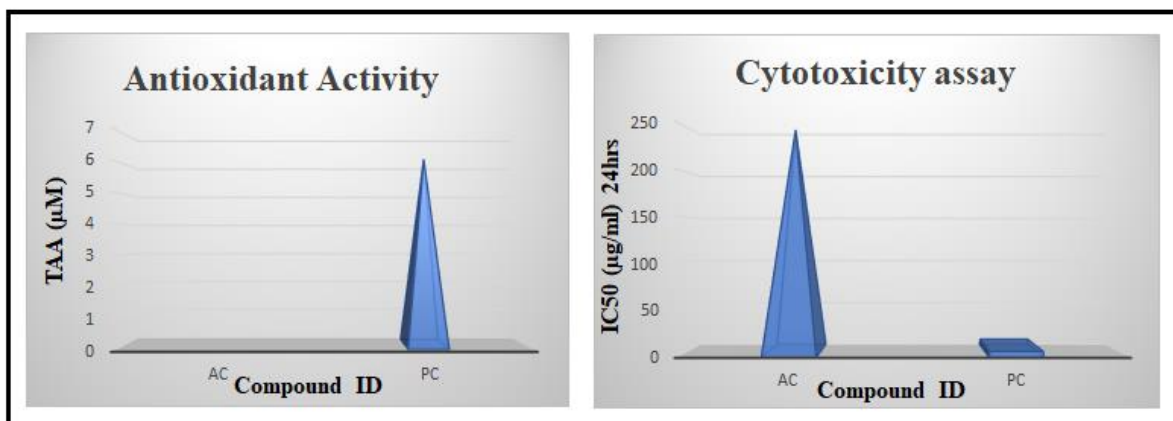 Antioxidant Activity
7
6
5
4
3
2
1
0
TAA (µM)
AC
PC
Compound ID
Cytotoxicity assay
250
200
150
100
50
0
IC50 (µg/ml) 24hrs
AC
PC
Compound ID